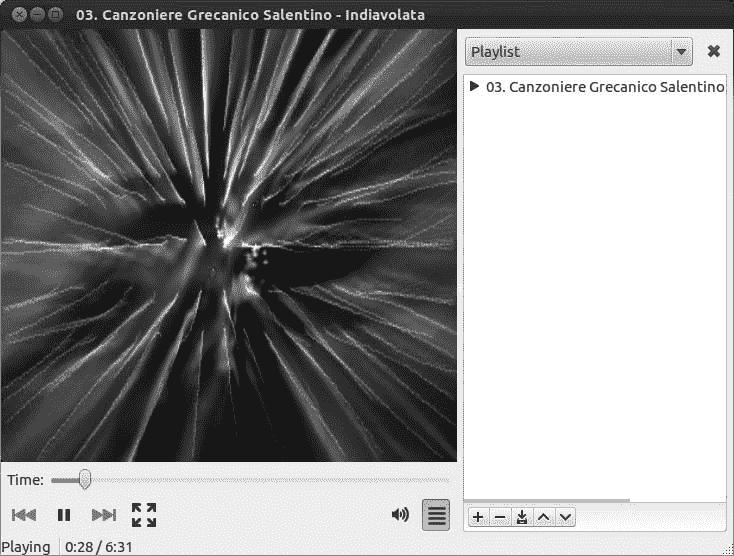 03. Canzoniere Grecanico Salentino - Indiavolata
Playlist
03. Canzoniere Grecanico Salentino
Time:
Playing 0:28 / 6:31